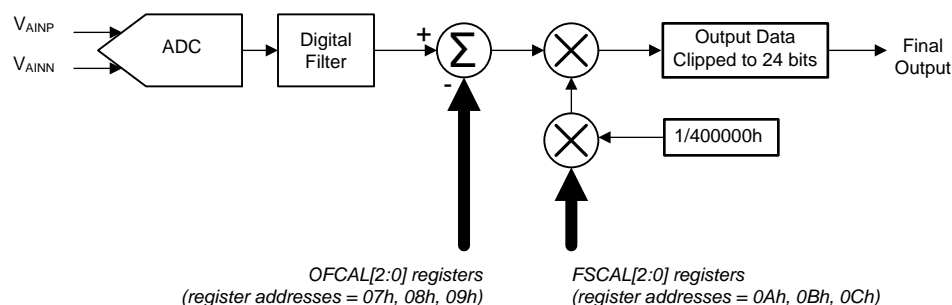 VAINP
VAINN
ADC
Digital
Filter
+
Σ
-
Output Data
Clipped to 24 bits
Final
Output
1/400000h
OFCAL[2:0] registers
(register addresses = 07h, 08h, 09h)
FSCAL[2:0] registers
(register addresses = 0Ah, 0Bh, 0Ch)